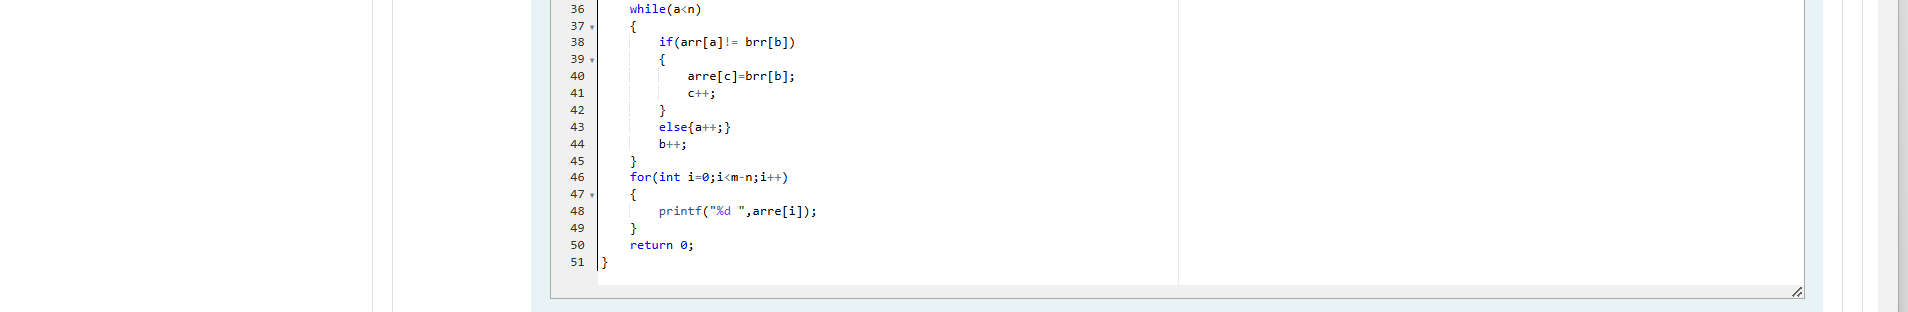 36 while(a<n)
37 {
38 if(arr[a]!= brr[b])
39 {
40 arre[c]=brr[b];
41 c++;
42 }
43 else{a++;}
44 b++;
45 }
46 for(int i=0;i<m-n;i++)
47 {
48 printf("%d ",arre[i]);
49 }
50 return 0;
51 }